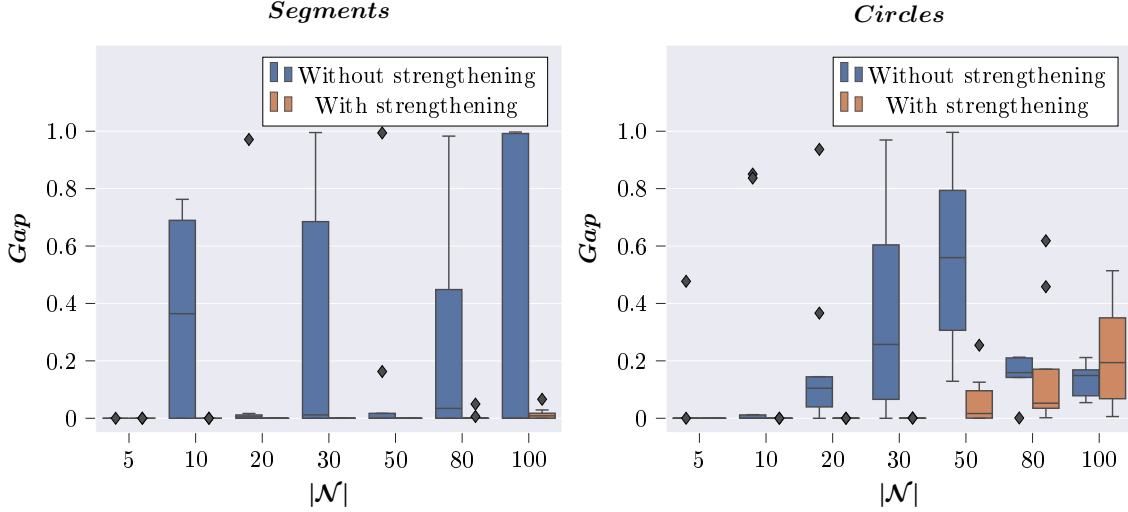 Segments
Without strengthening
With strengthening
1.0
0.8
0.6
0.4
0.2
0
Gap
5 10 20 30 50 80 100
|𝒩|
Circles
Without strengthening
With strengthening
1.0
0.8
0.6
0.4
0.2
0
Gap
5 10 20 30 50 80 100
|𝒩|